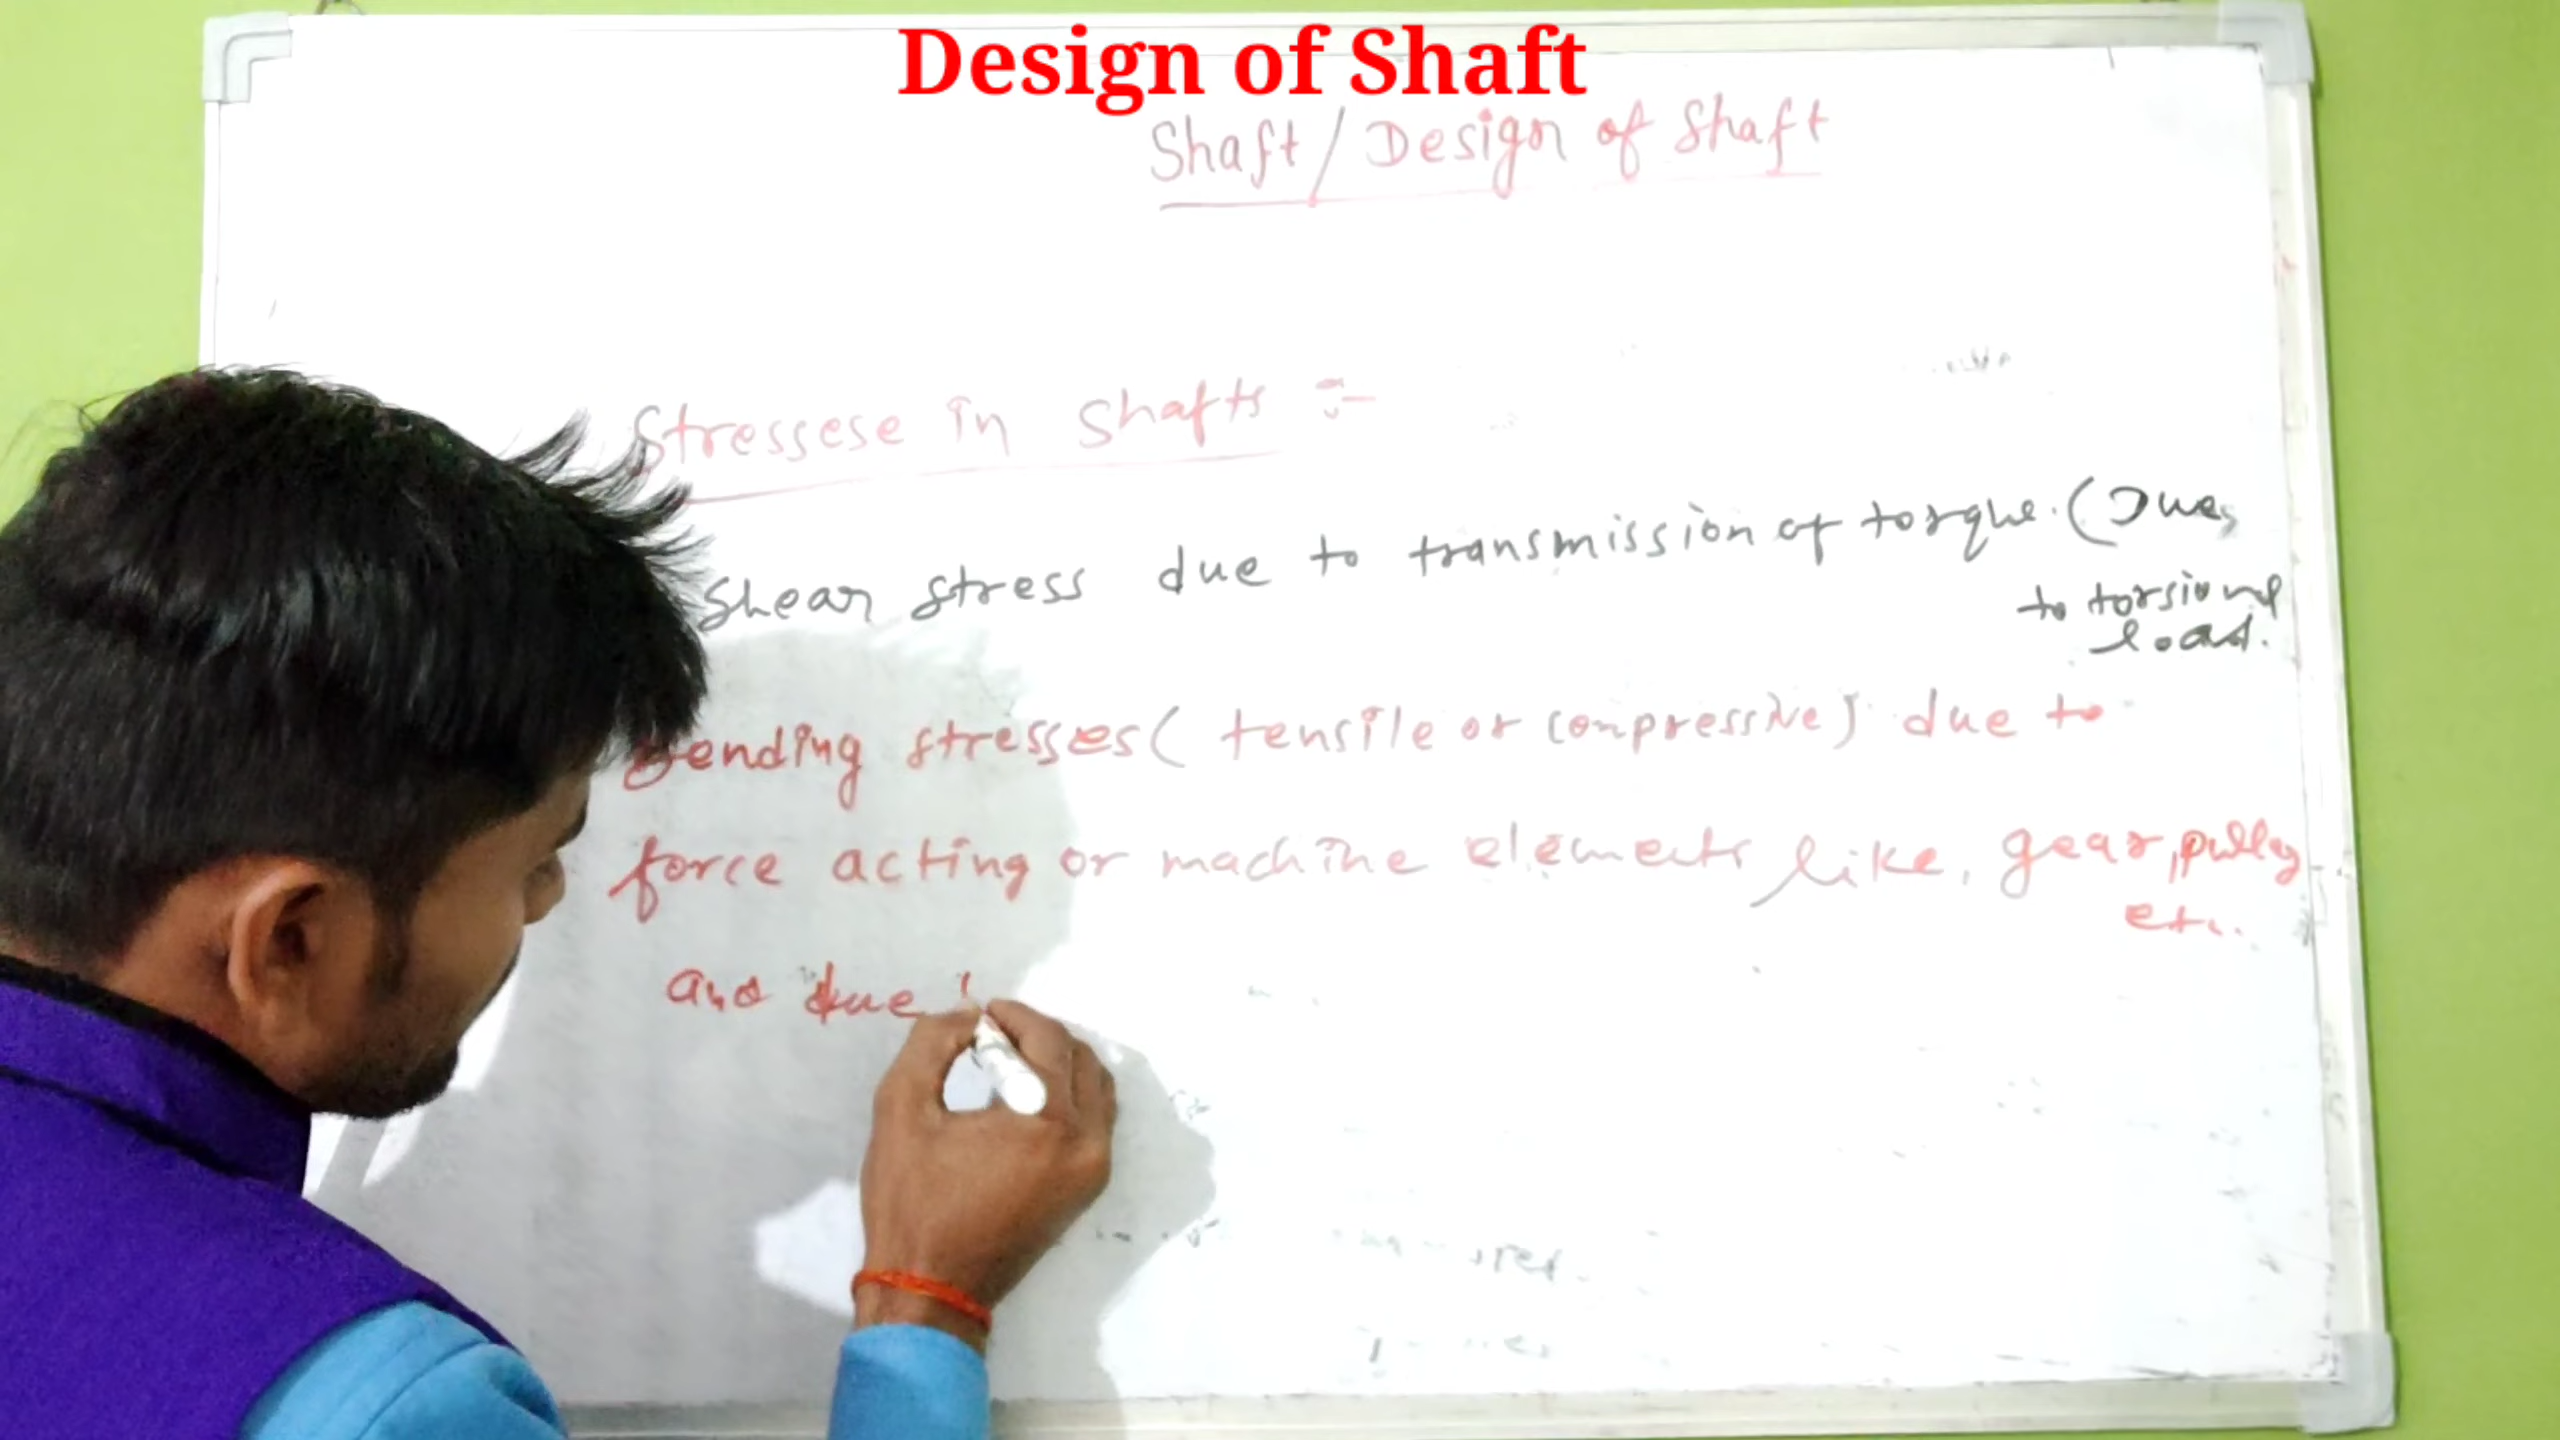 Design of Shaft
Shaft / Design of Shaft
Stressese in Shafts :-
Shear stress due to transmission of torque. (Due
to torsional
load.
Bending stresses ( tensile or compressive) due to
force acting or machine elements like, gear, pulley
etc.
and due